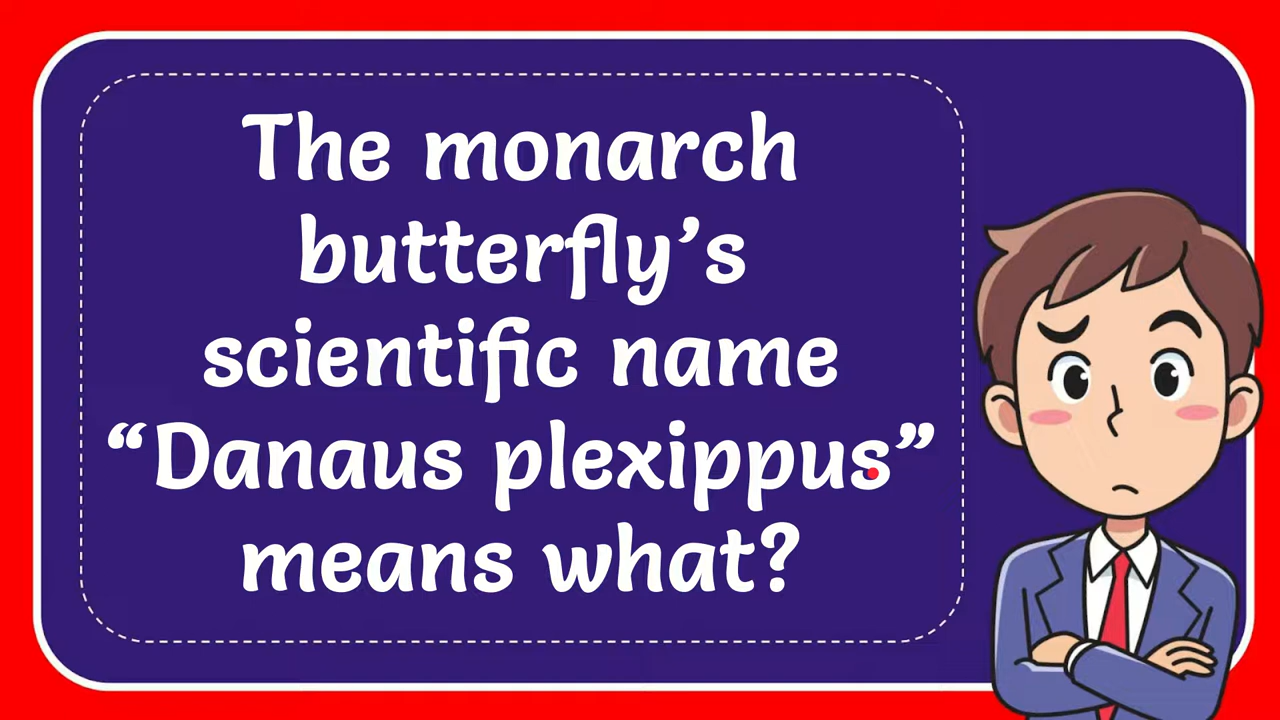 The monarch
butterfly’s
scientific name
“Danaus plexippus”
means what?